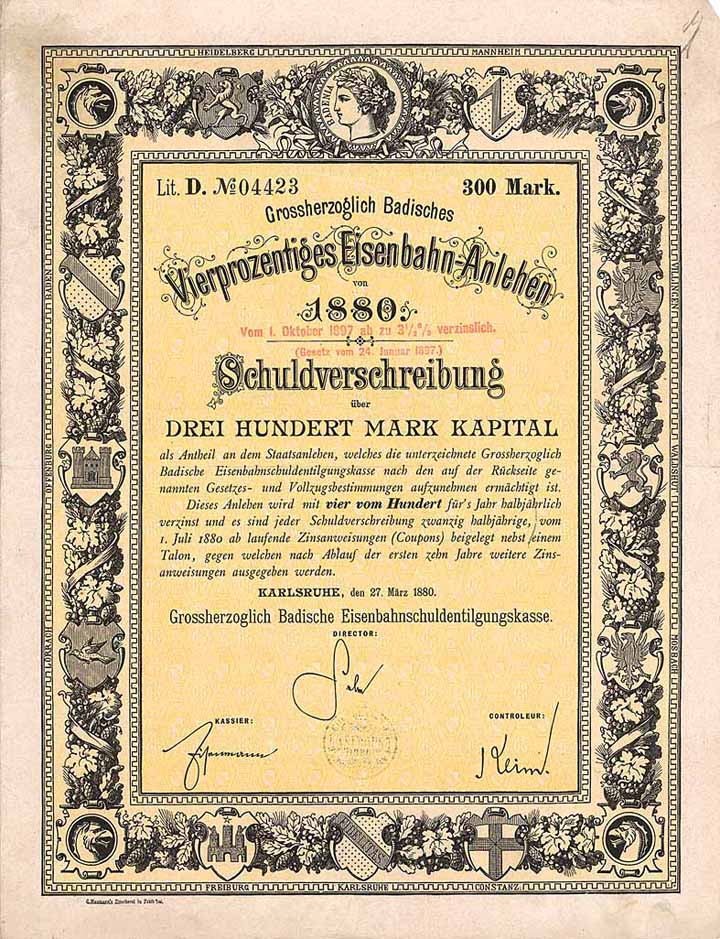 HEIDELBERG
MANNHEIM
BADENIA
Lit. D. No 04423
300 Mark.
Grossherzoglich Badisches
Vierprozentiges Eisenbahn-Anlehen
von
1880.
Vom 1. Oktober 1897 ab zu 3½% verzinslich.
(Gesetz vom 24. Januar 1897.)
Schuldverschreibung
über
DREI HUNDERT MARK KAPITAL
als Antheil an dem Staatsanlehen, welches die unterzeichnete Grossherzoglich
Badische Eisenbahnschuldentilgungskasse nach den auf der Rückseite ge-
nannten Gesetzes- und Vollzugsbestimmungen aufzunehmen ermächtigt ist.
Dieses Anlehen wird mit vier vom Hundert für's Jahr halbjährlich
verzinst und es sind jeder Schuldverschreibung zwanzig halbjährige, vom
1. Juli 1880 ab laufende Zinsanweisungen (Coupons) beigelegt nebst einem
Talon, gegen welchen nach Ablauf der ersten zehn Jahre weitere Zins-
anweisungen ausgegeben werden.
KARLSRUHE, den 27. März 1880.
Grossherzoglich Badische Eisenbahnschuldentilgungskasse.
DIRECTOR:
KASSIER:
Eisenmann
CONTROLEUR:
BADEN
OFFENBURG
LÖRRACH
VILLINGEN
WALDSHUT
MOSBACH
FIDELITAS
FREIBURG
KARLSRUHE
CONSTANZ